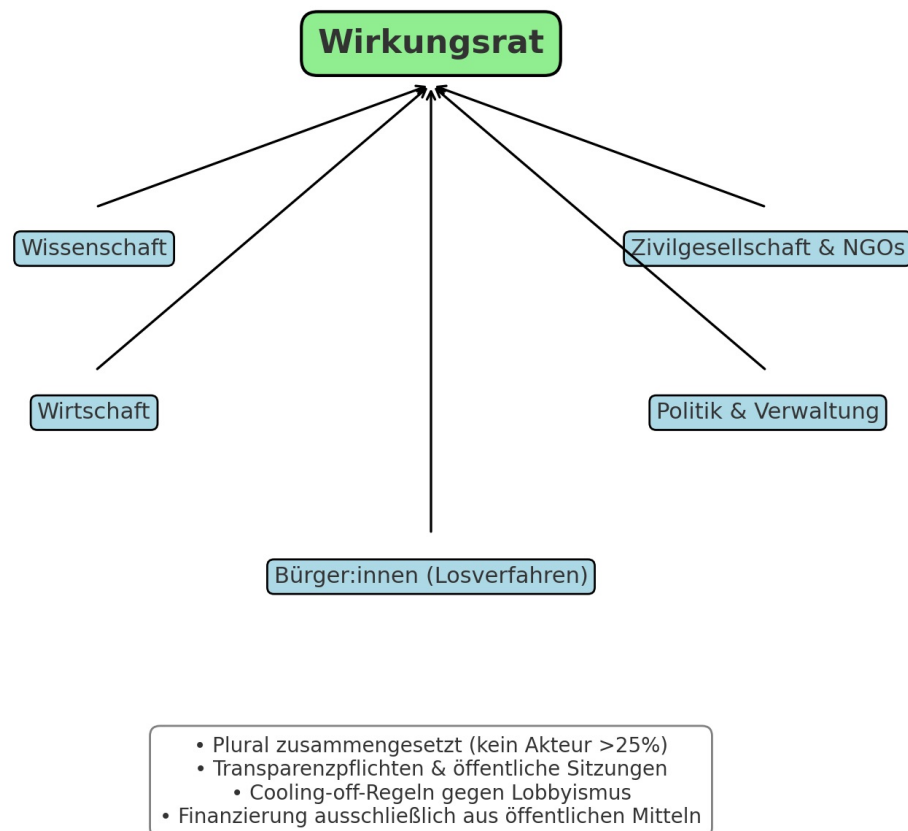 Wirkungsrat
Wissenschaft
Zivilgesellschaft & NGOs
Wirtschaft
Politik & Verwaltung
Bürger:innen (Losverfahren)
• Plural zusammengesetzt (kein Akteur >25%)
• Transparenzpflichten & öffentliche Sitzungen
• Cooling-off-Regeln gegen Lobbyismus
• Finanzierung ausschließlich aus öffentlichen Mitteln